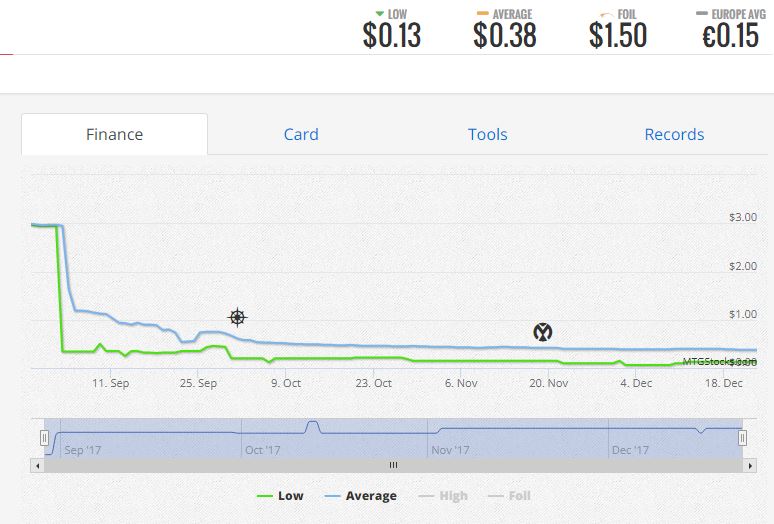 LOW AVERAGE FOIL EUROPE AVG
$0.13 $0.38 $1.50 €0.15
Finance Card Tools Records
$3.00
$2.00
$1.00
MTGStocks.com
$0.00
11. Sep 25. Sep 9. Oct 23. Oct 6. Nov 20. Nov 4. Dec 18. Dec
Sep '17 Oct '17 Nov '17 Dec '17
Low Average High Foil